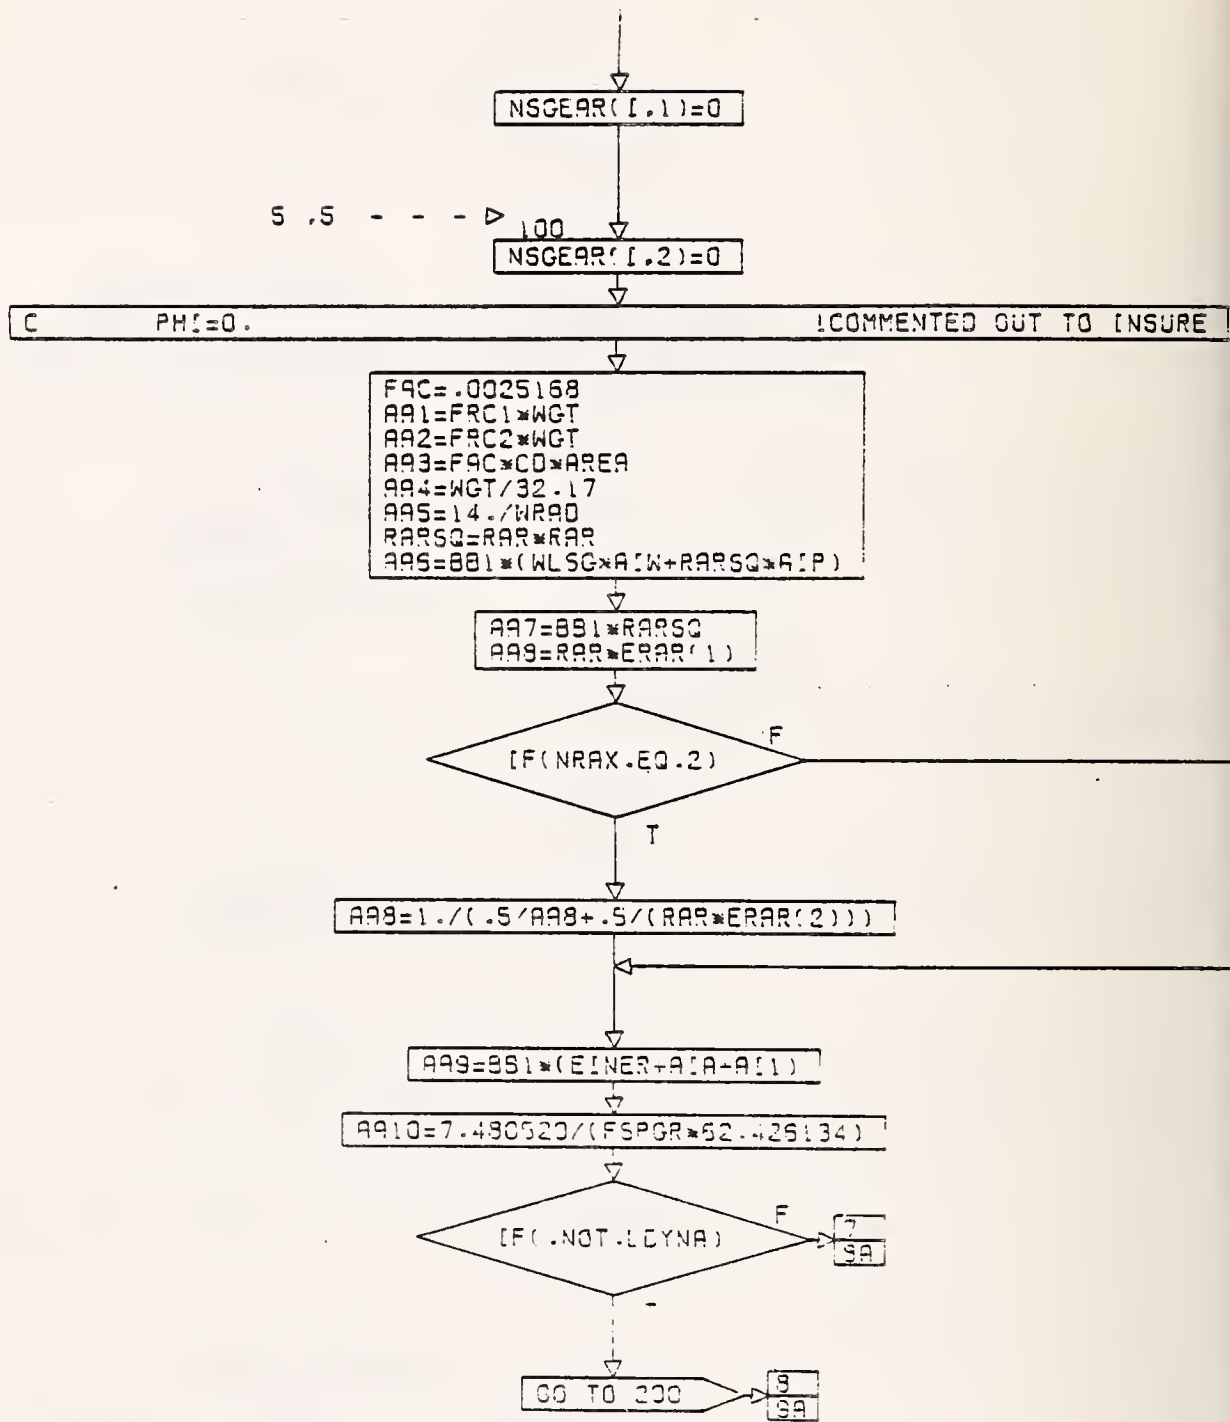 NSGEAR(I,1)=0
5 .5 - - - ▷
100
NSGEAR(I,2)=0
C PHI=0. !COMMENTED OUT TO INSURE !
FAC=.0025168
AA1=FRC1*WGT
AA2=FRC2*WGT
AA3=FAC*CD*AREA
AA4=WGT/32.17
AA5=14./WRAD
RARSQ=RAR*RAR
AA6=BB1*(WLSG*AIW+RARSQ*AIP)
AA7=BB1*RARSQ
AA8=RAR*ERAR(1)
IF(NRAX.EQ.2)
F
T
AA8=1./(.5/AA8+.5/(RAR*ERAR(2)))
AA9=BB1*(EINER+AIA+AI1)
AA10=7.480520/(FSPGR*62.426134)
IF(.NOT.LDYNA)
F
7
9A
GO TO 200
8
9A